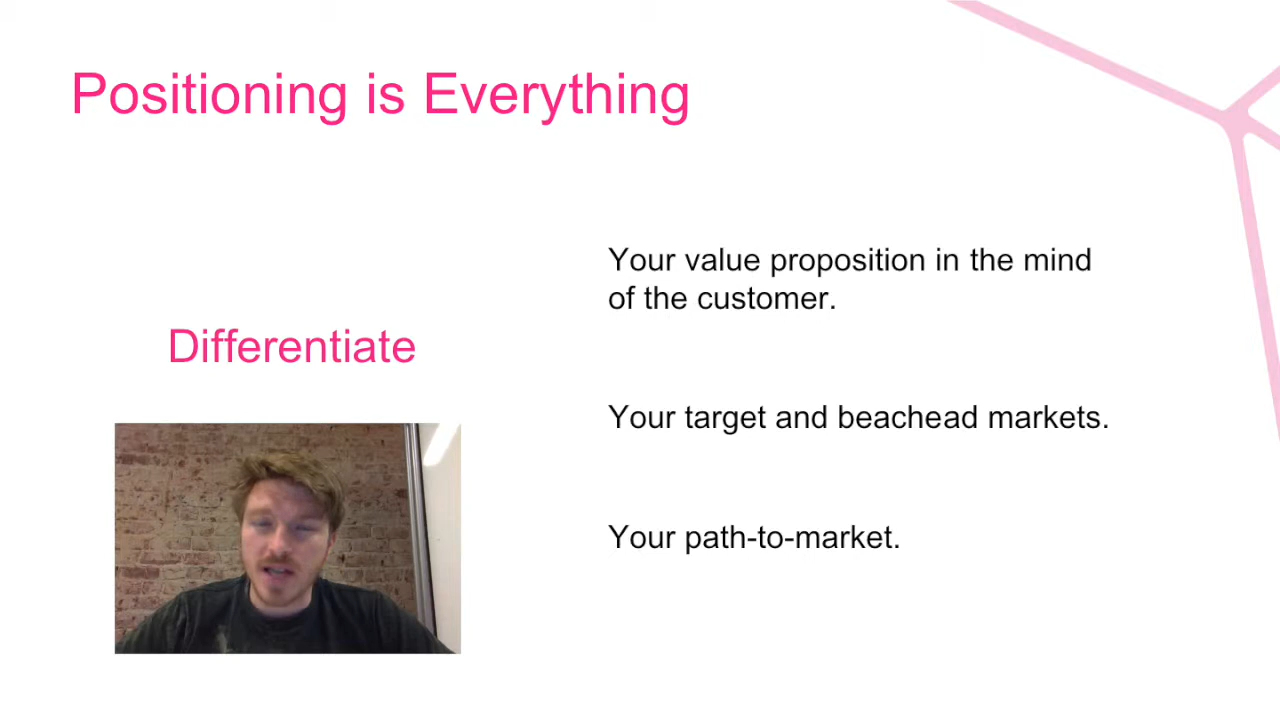 Positioning is Everything
Differentiate
Your value proposition in the mind
of the customer.
Your target and beachead markets.
Your path-to-market.